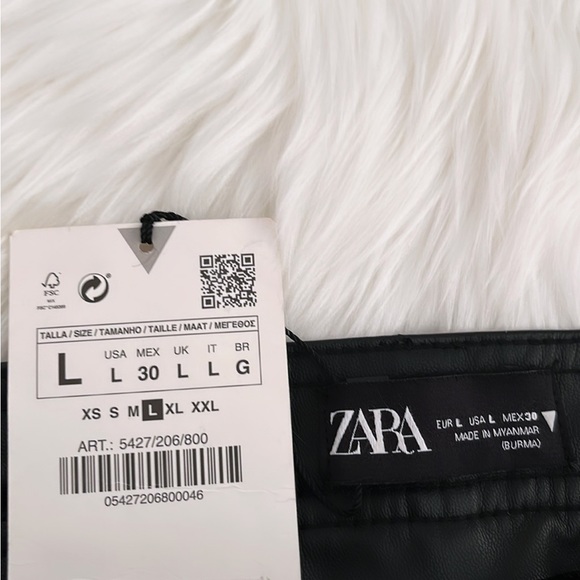 FSC
TALLA / SIZE / TAMANHO / TAILLE / MAAT / ΜΕΓΕΘΟΣ
L
USA MEX UK IT BR
L 30 L L G
XS S M L XL XXL
ART.: 5427/206/800
05427206800046
ZARA
EUR L USA L MEX 30
MADE IN MYANMAR
(BURMA)